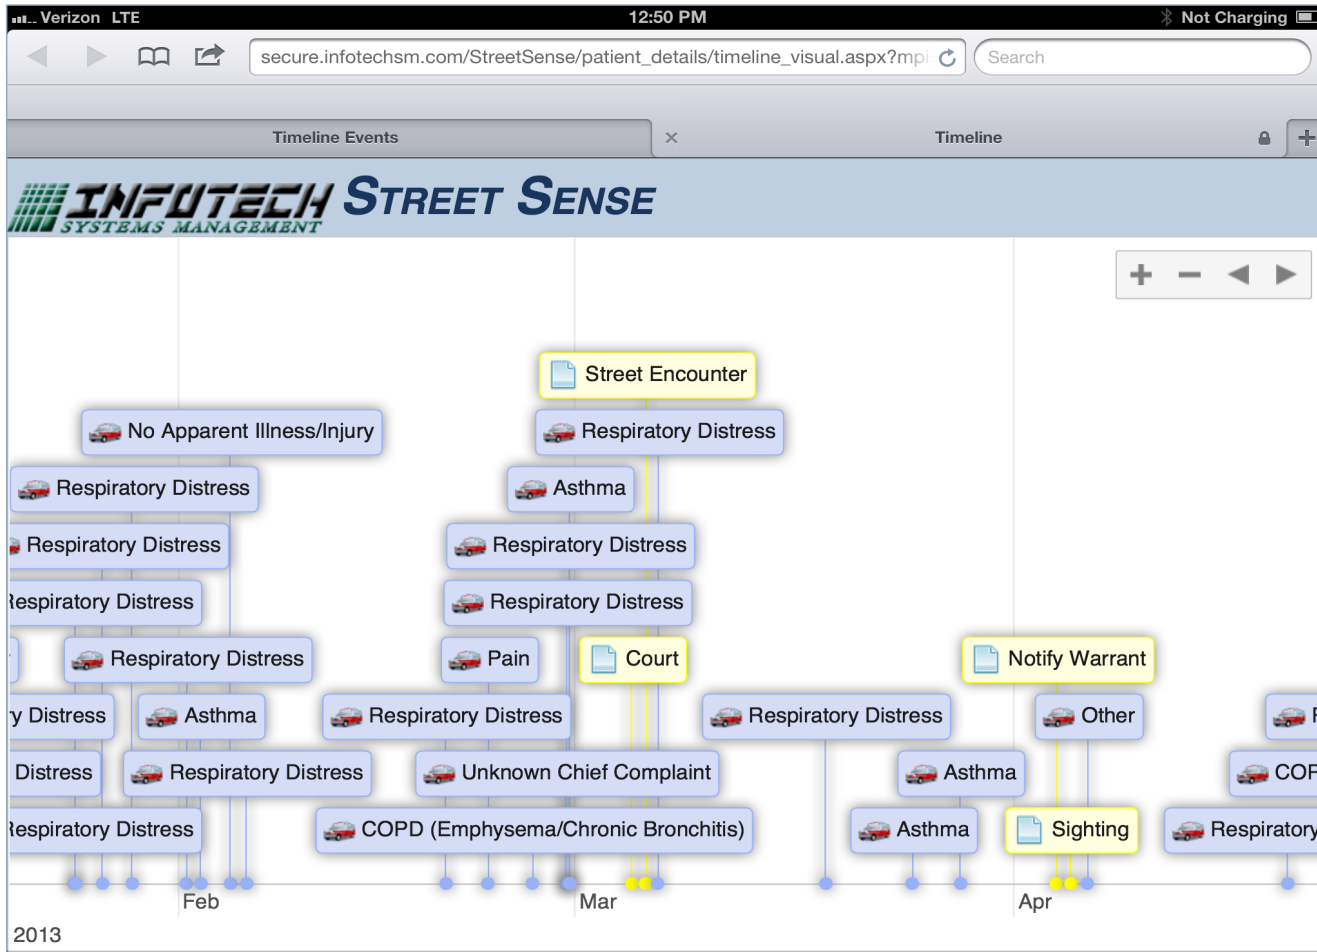 Verizon LTE 12:50 PM Not Charging
secure.infotechsm.com/StreetSense/patient_details/timeline_visual.aspx?mpi Search
Timeline Events Timeline
INFOTECH STREET SENSE
SYSTEMS MANAGEMENT
Street Encounter
No Apparent Illness/Injury Respiratory Distress
Respiratory Distress Asthma
Respiratory Distress Respiratory Distress
Respiratory Distress Respiratory Distress
Respiratory Distress Pain Court Notify Warrant
y Distress Asthma Respiratory Distress Respiratory Distress Other
Distress Respiratory Distress Unknown Chief Complaint Asthma COP
Respiratory Distress COPD (Emphysema/Chronic Bronchitis) Asthma Sighting Respiratory
Feb Mar Apr
2013